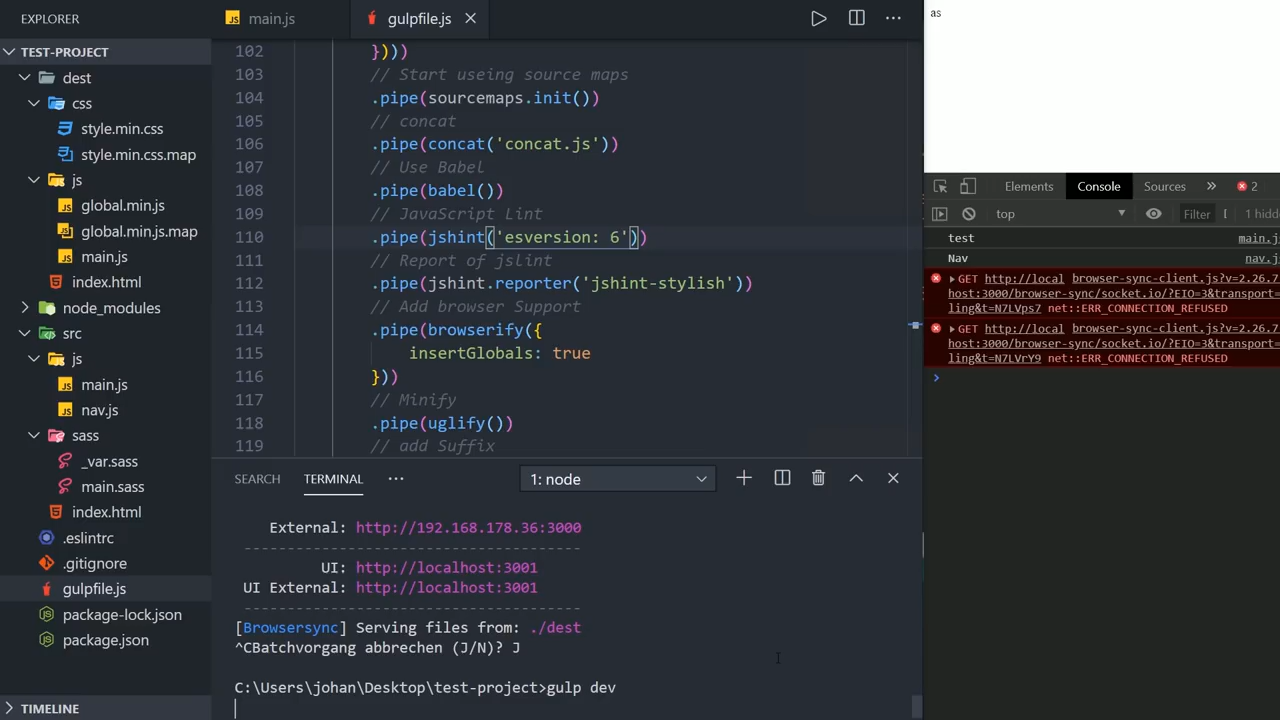 EXPLORER
TEST-PROJECT
dest
css
style.min.css
style.min.css.map
js
global.min.js
global.min.js.map
main.js
index.html
node_modules
src
js
main.js
nav.js
sass
_var.sass
main.sass
index.html
.eslintrc
.gitignore
gulpfile.js
package-lock.json
package.json
TIMELINE
main.js
gulpfile.js
102 })))
103 // Start useing source maps
104 .pipe(sourcemaps.init())
105 // concat
106 .pipe(concat('concat.js'))
107 // Use Babel
108 .pipe(babel())
109 // JavaScript Lint
110 .pipe(jshint('esversion: 6'))
111 // Report of jslint
112 .pipe(jshint.reporter('jshint-stylish'))
113 // Add browser Support
114 .pipe(browserify({
115 insertGlobals: true
116 }))
117 // Minify
118 .pipe(uglify())
119 // add Suffix
SEARCH TERMINAL 1: node
External: http://192.168.178.36:3000
--------------------------------------
UI: http://localhost:3001
UI External: http://localhost:3001
--------------------------------------
[Browsersync] Serving files from: ./dest
^CBatchvorgang abbrechen (J/N)? J
C:\Users\johan\Desktop\test-project>gulp dev
as
Elements Console Sources 2
top Filter 1 hidd
test main.j
Nav nav.j
GET http://local browser-sync-client.js?v=2.26.7
host:3000/browser-sync/socket.io/?EIO=3&transport=
ling&t=N7LVps7 net::ERR_CONNECTION_REFUSED
GET http://local browser-sync-client.js?v=2.26.7
host:3000/browser-sync/socket.io/?EIO=3&transport=
ling&t=N7LVrY9 net::ERR_CONNECTION_REFUSED